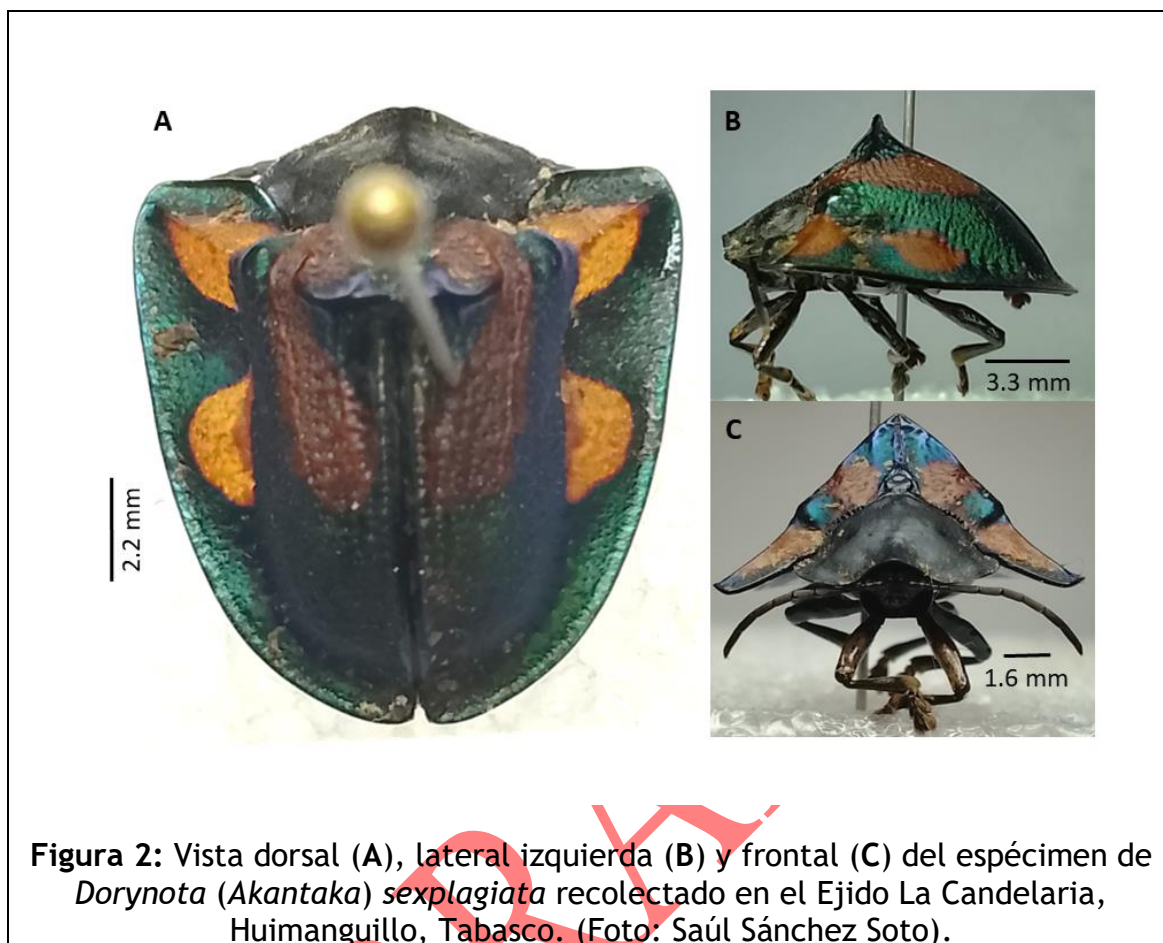 A
B
3.3 mm
C
2.2 mm
1.6 mm
Figura 2: Vista dorsal (A), lateral izquierda (B) y frontal (C) del espécimen de
Dorynota (Akantaka) sexplagiata recolectado en el Ejido La Candelaria,
Huimanguillo, Tabasco. (Foto: Saúl Sánchez Soto).